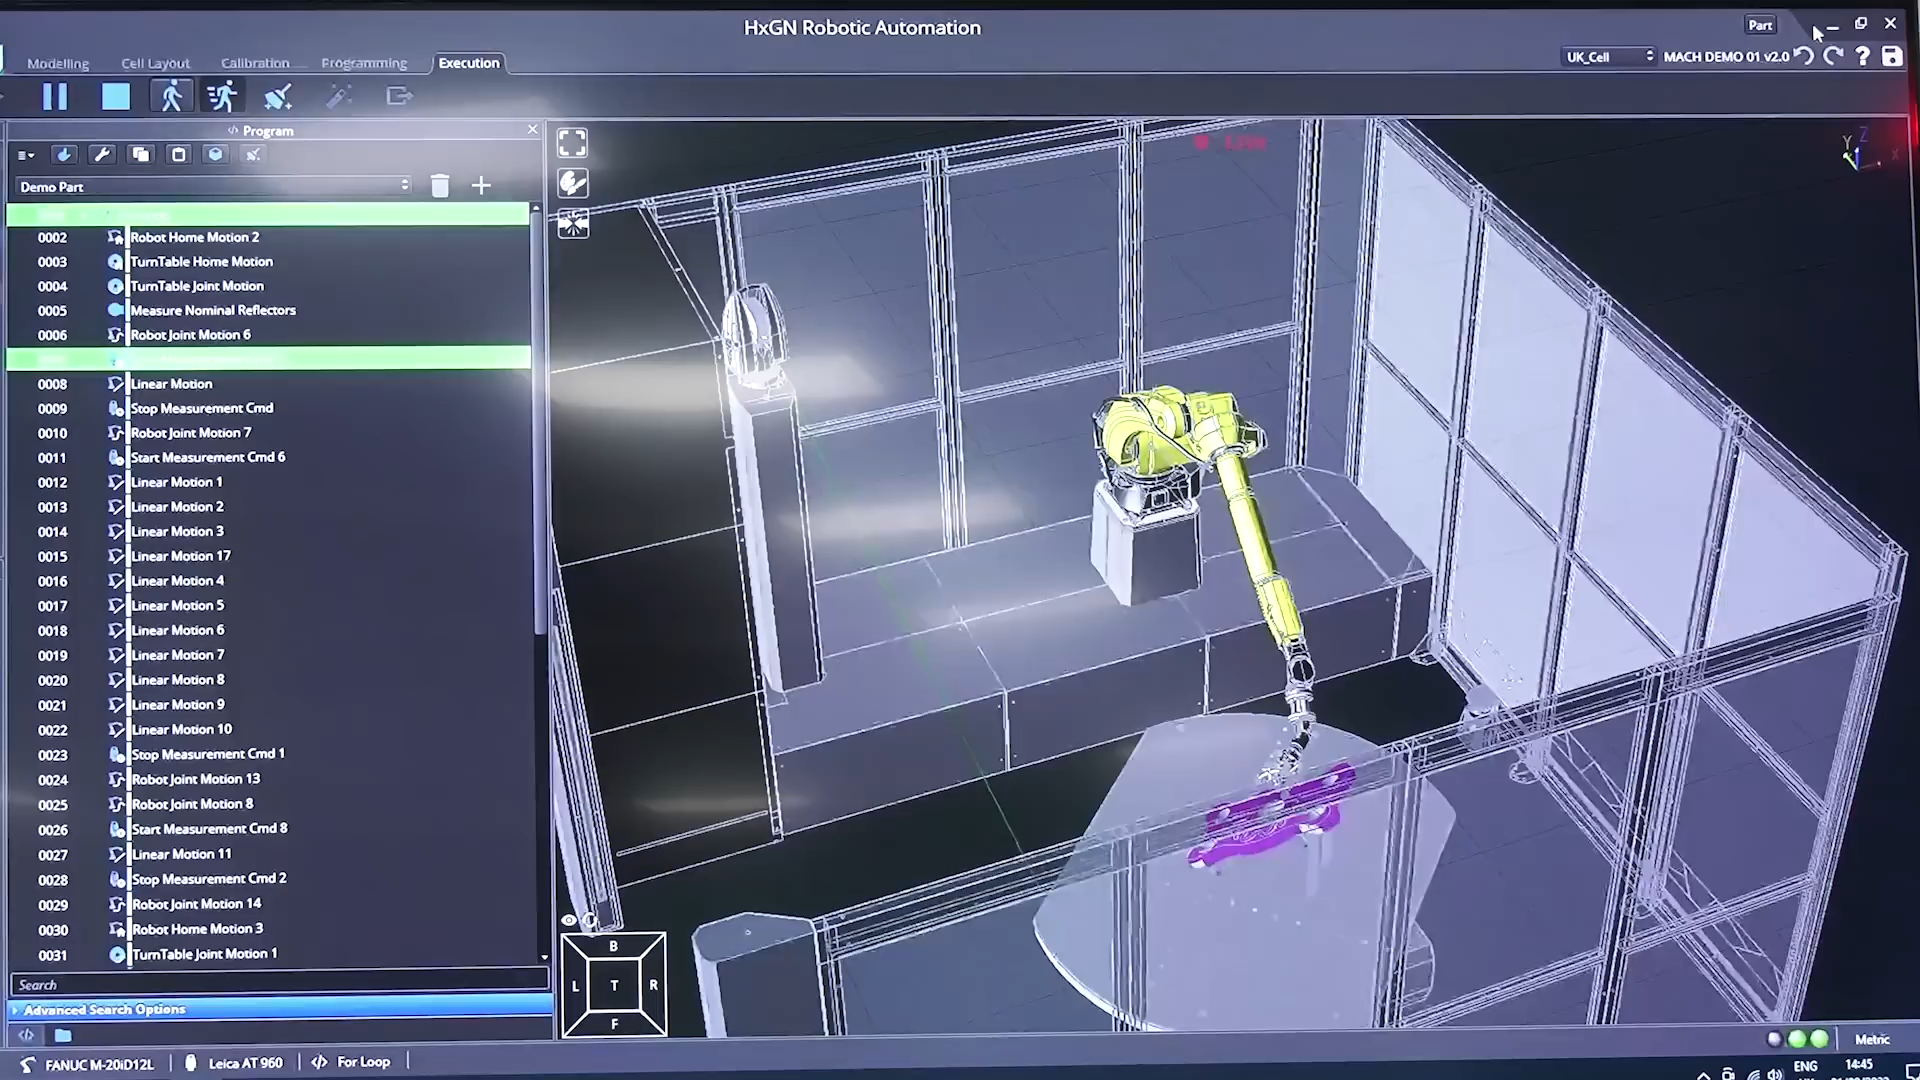 HxGN Robotic Automation
Part
Modelling
Cell Layout
Calibration
Programming
Execution
UK_Cell
MACH DEMO 01 v2.0
Program
Demo Part
0002 Robot Home Motion 2
0003 TurnTable Home Motion
0004 TurnTable Joint Motion
0005 Measure Nominal Reflectors
0006 Robot Joint Motion 6
0008 Linear Motion
0009 Stop Measurement Cmd
0010 Robot Joint Motion 7
0011 Start Measurement Cmd 6
0012 Linear Motion 1
0013 Linear Motion 2
0014 Linear Motion 3
0015 Linear Motion 17
0016 Linear Motion 4
0017 Linear Motion 5
0018 Linear Motion 6
0019 Linear Motion 7
0020 Linear Motion 8
0021 Linear Motion 9
0022 Linear Motion 10
0023 Stop Measurement Cmd 1
0024 Robot Joint Motion 13
0025 Robot Joint Motion 8
0026 Start Measurement Cmd 8
0027 Linear Motion 11
0028 Stop Measurement Cmd 2
0029 Robot Joint Motion 14
0030 Robot Home Motion 3
0031 TurnTable Joint Motion 1
Search
Advanced Search Options
Y Z X
B
L T R
F
FANUC M-20iD12L
Leica AT 960
For Loop
Metric
ENG
14:45